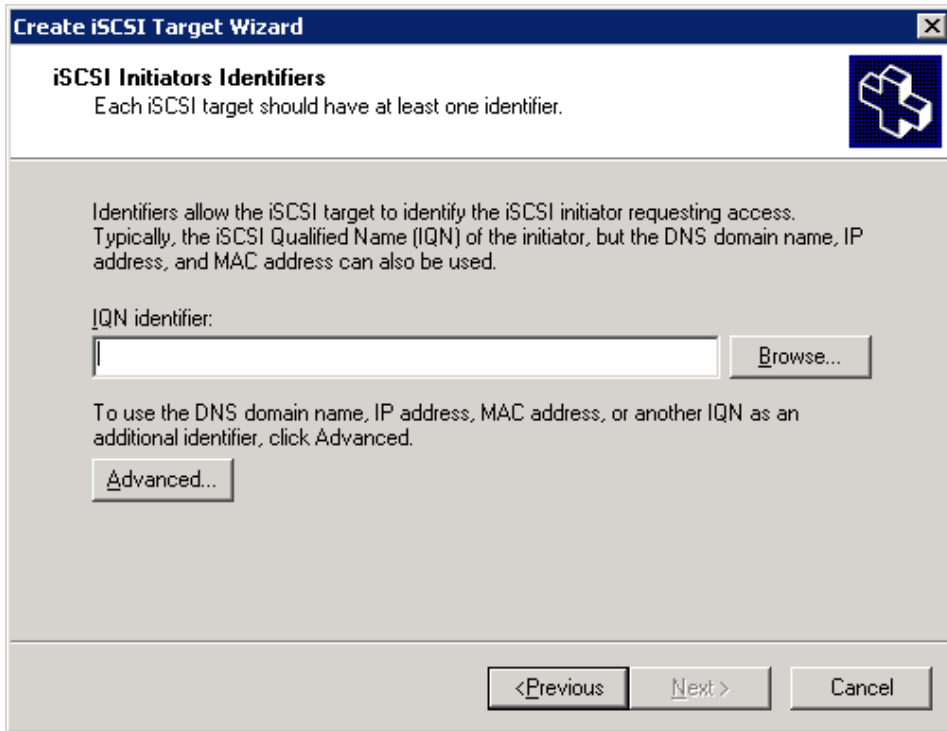 Create iSCSI Target Wizard
iSCSI Initiators Identifiers
Each iSCSI target should have at least one identifier.
Identifiers allow the iSCSI target to identify the iSCSI initiator requesting access.
Typically, the iSCSI Qualified Name (IQN) of the initiator, but the DNS domain name, IP
address, and MAC address can also be used.
IQN identifier:
Browse...
To use the DNS domain name, IP address, MAC address, or another IQN as an
additional identifier, click Advanced.
Advanced...
<Previous
Next >
Cancel